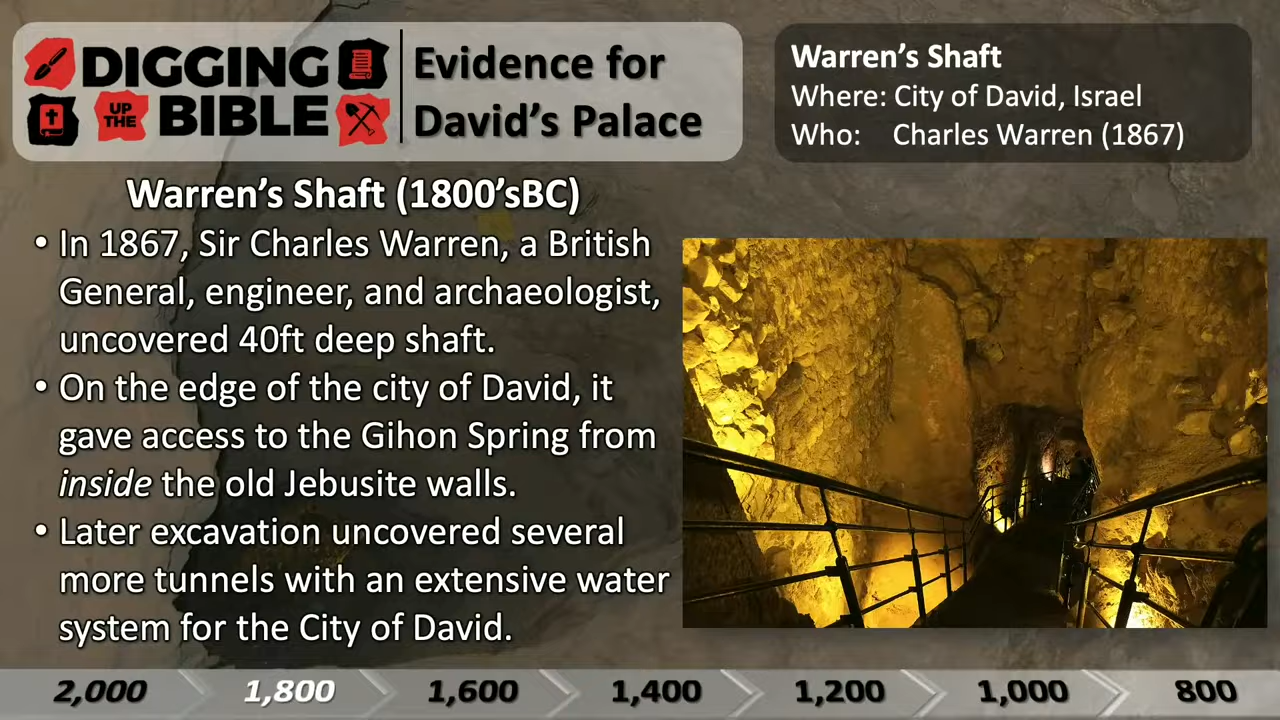 DIGGING
UP THE
BIBLE
Evidence for
David's Palace
Warren's Shaft
Where: City of David, Israel
Who: Charles Warren (1867)
Warren's Shaft (1800'sBC)
• In 1867, Sir Charles Warren, a British
General, engineer, and archaeologist,
uncovered 40ft deep shaft.
• On the edge of the city of David, it
gave access to the Gihon Spring from
inside the old Jebusite walls.
• Later excavation uncovered several
more tunnels with an extensive water
system for the City of David.
2,000 1,800 1,600 1,400 1,200 1,000 800